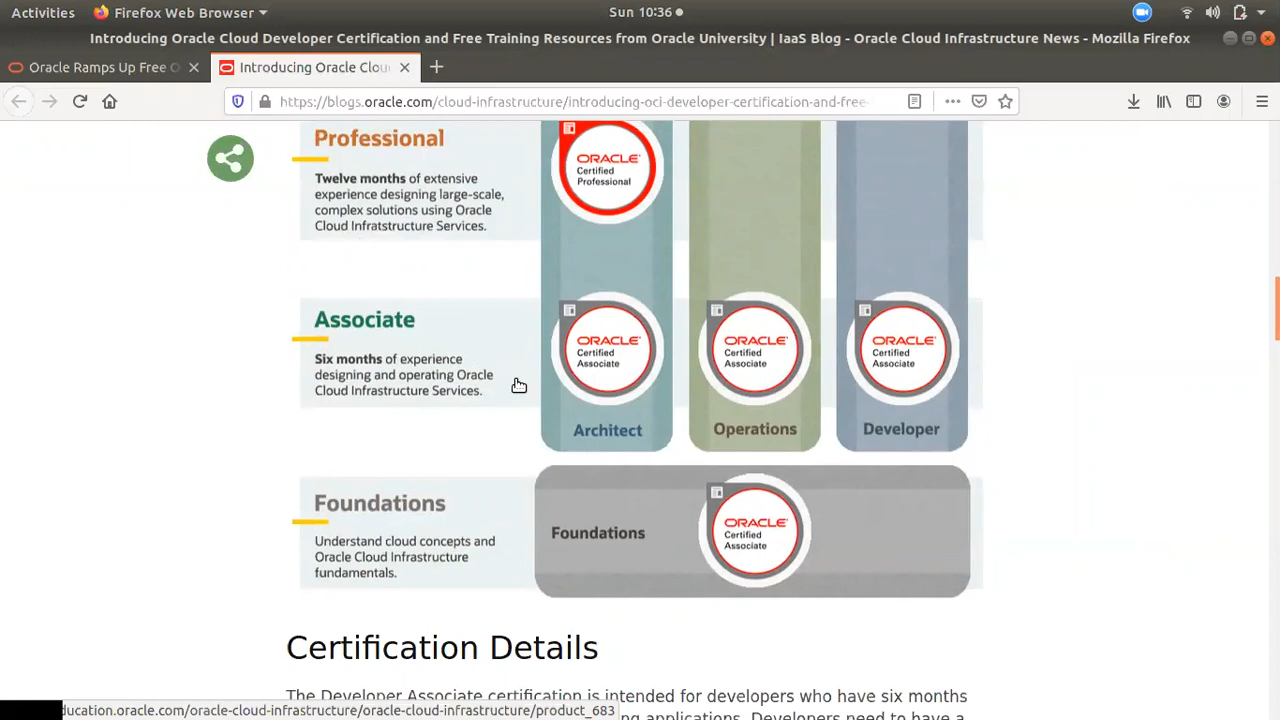 Activities
Firefox Web Browser
Sun 10:36
Introducing Oracle Cloud Developer Certification and Free Training Resources from Oracle University | IaaS Blog - Oracle Cloud Infrastructure News - Mozilla Firefox
Oracle Ramps Up Free
Introducing Oracle Clou
https://blogs.oracle.com/cloud-infrastructure/introducing-oci-developer-certification-and-free-
Professional
Twelve months of extensive
experience designing large-scale,
complex solutions using Oracle
Cloud Infratstructure Services.
ORACLE
Certified
Professional
Associate
Six months of experience
designing and operating Oracle
Cloud Infrastructure Services.
ORACLE
Certified
Associate
ORACLE
Certified
Associate
ORACLE
Certified
Associate
Architect
Operations
Developer
Foundations
Understand cloud concepts and
Oracle Cloud Infrastructure
fundamentals.
Foundations
ORACLE
Certified
Associate
Certification Details
The Developer Associate certification is intended for developers who have six months
ng applications. Developers need to have a
ducation.oracle.com/oracle-cloud-infrastructure/oracle-cloud-infrastructure/product_683